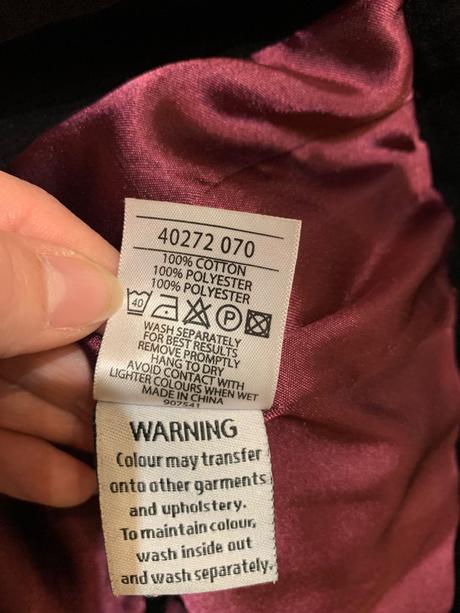 40272 070
100% COTTON
100% POLYESTER
100% POLYESTER
40 P
WASH SEPARATELY
FOR BEST RESULTS
REMOVE PROMPTLY
HANG TO DRY
AVOID CONTACT WITH
LIGHTER COLOURS WHEN WET
MADE IN CHINA
907541
WARNING
Colour may transfer
onto other garments
and upholstery.
To maintain colour,
wash inside out
and wash separately.